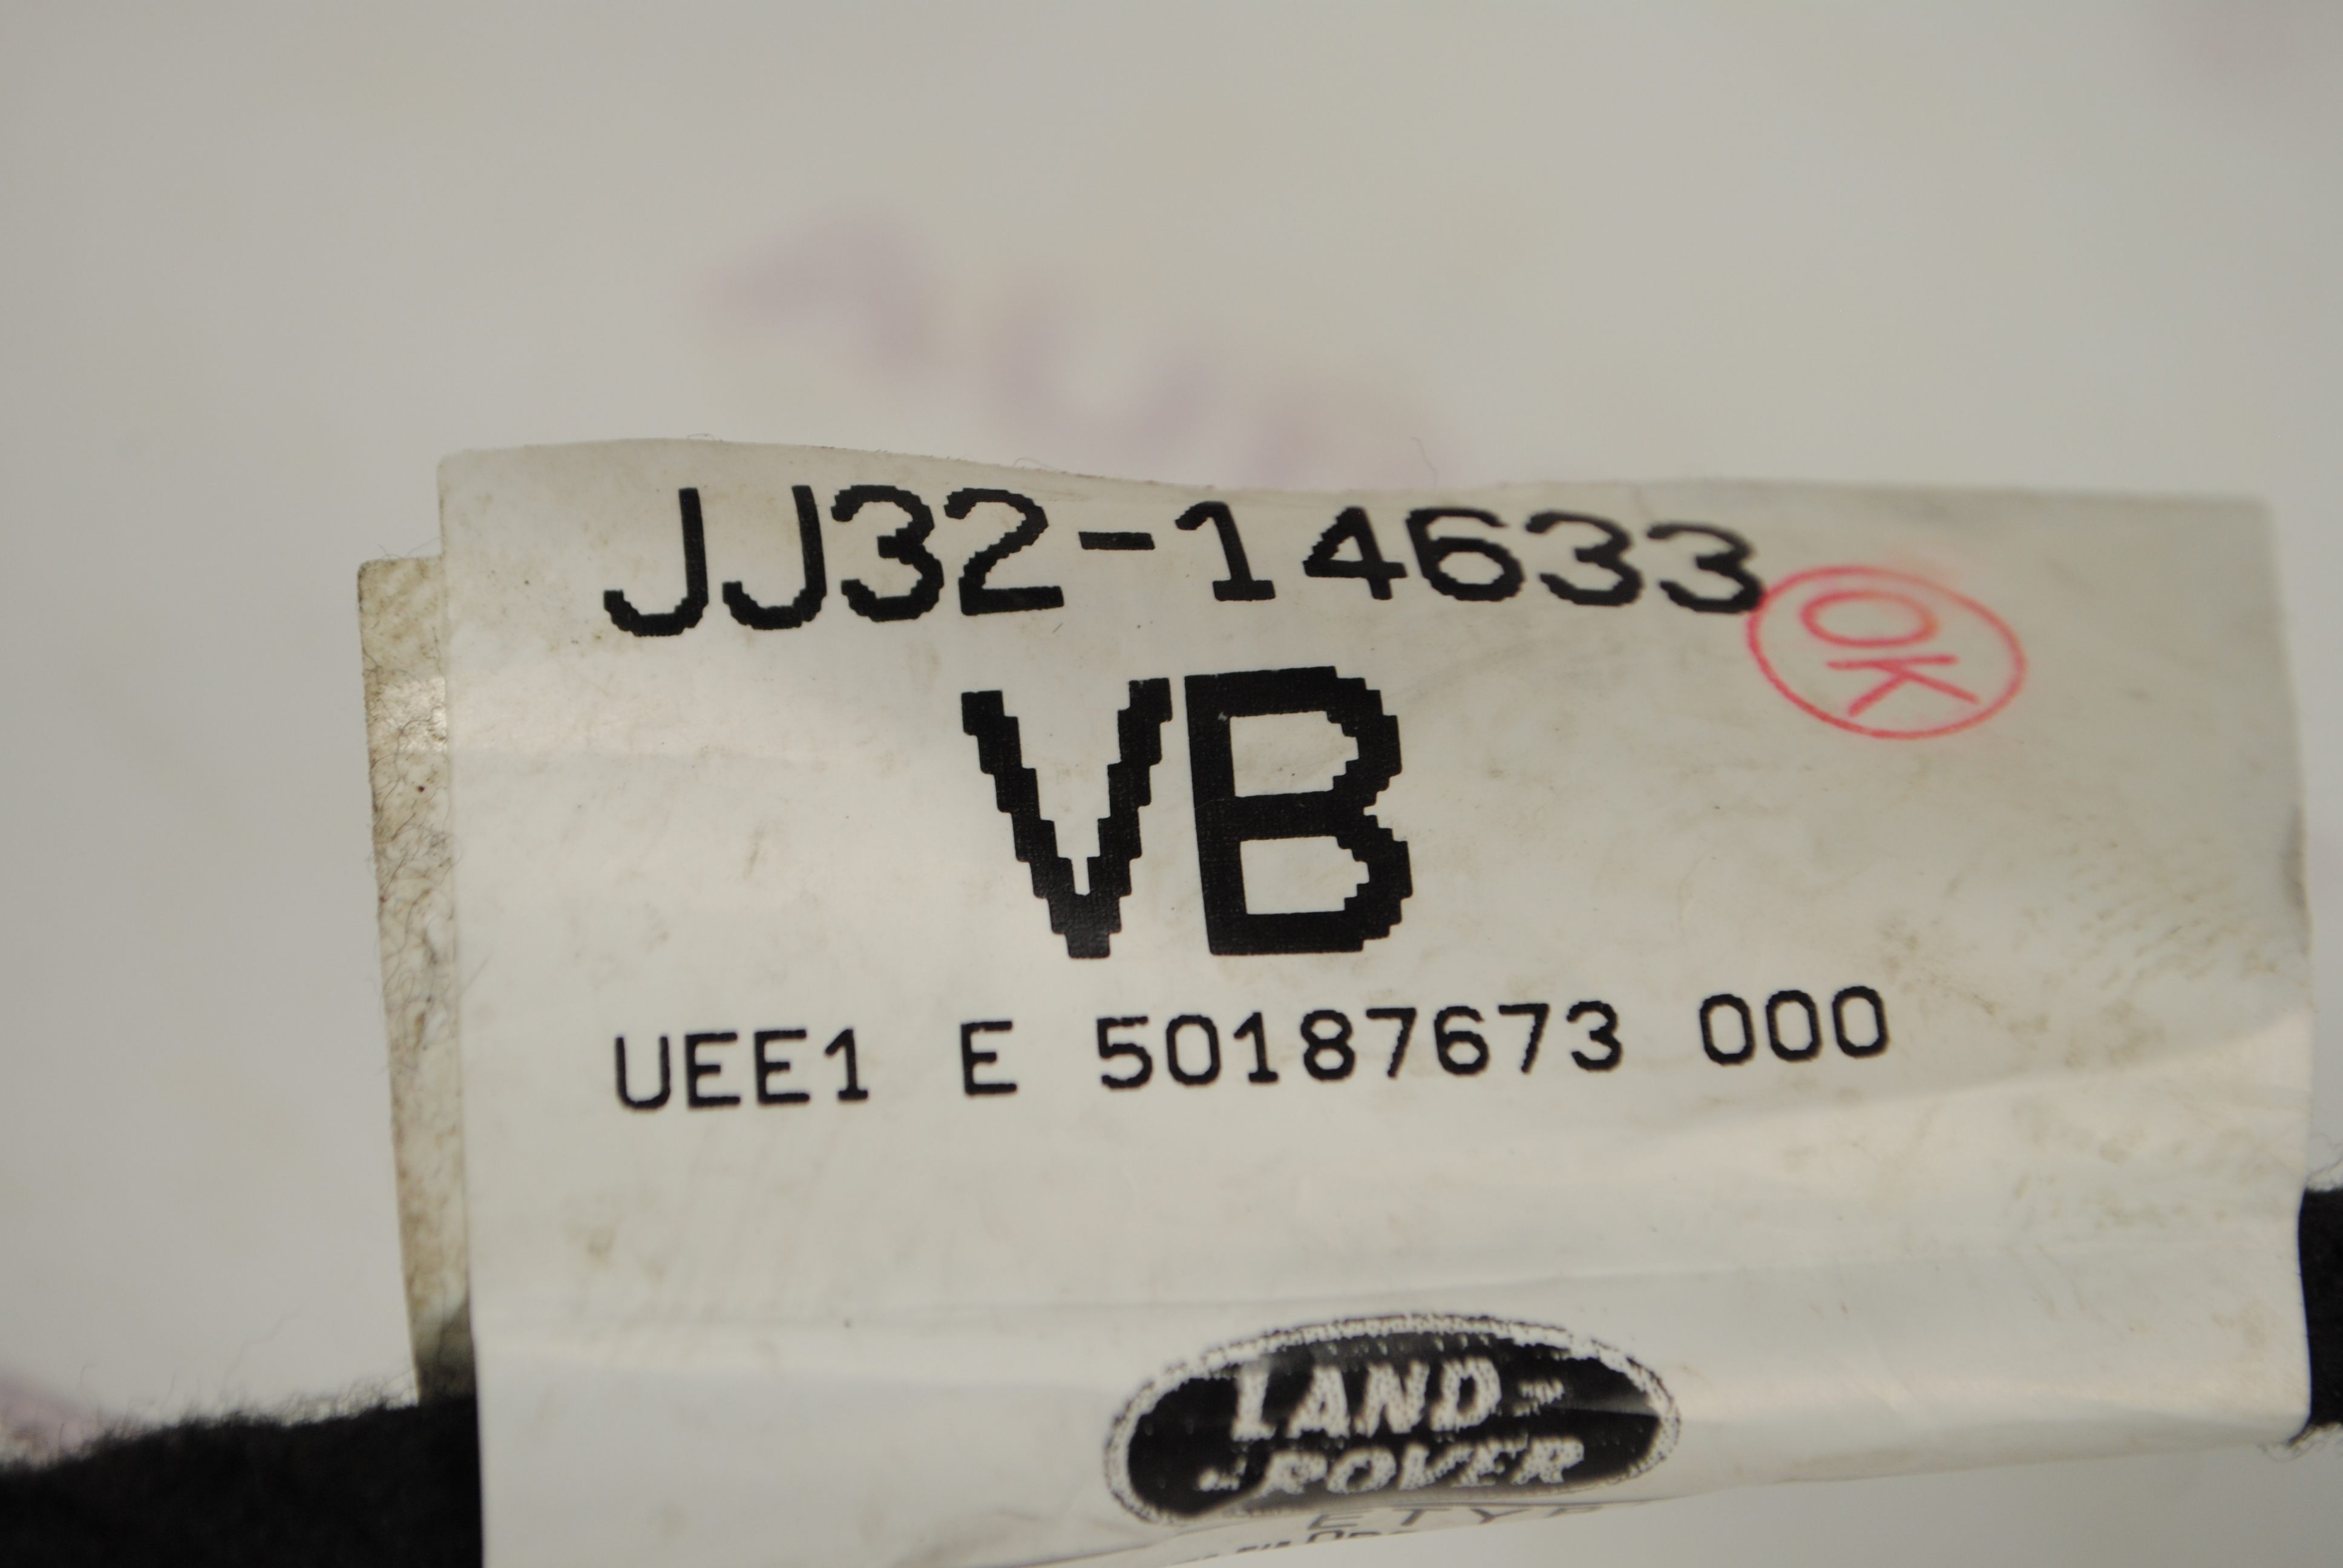 JJ32-14633
OK
VB
UEE1 E 50187673 000
LAND-
-ROVER